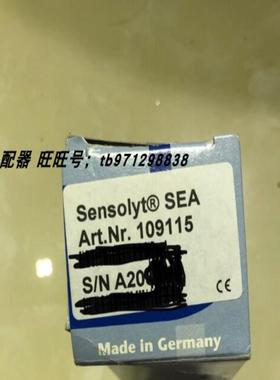 配器 旺旺号；tb971298838
Sensolyt® SEA
Art.Nr. 109115
S/N A20
CE
Made in Germany